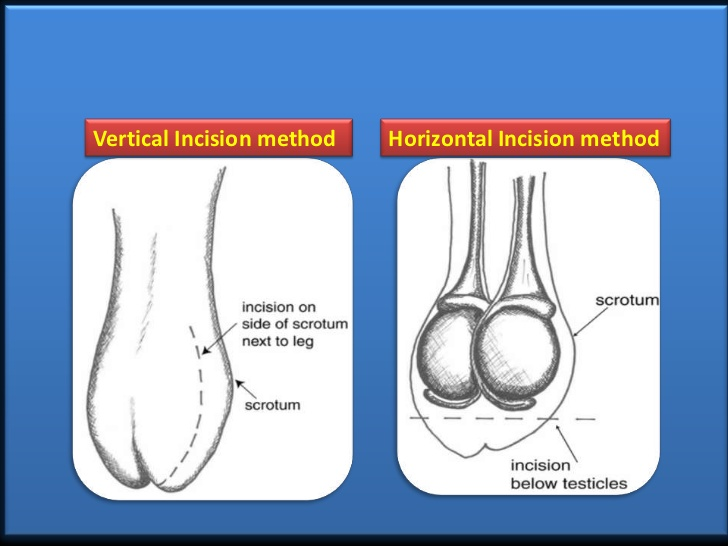 Vertical Incision method
Horizontal Incision method
incision on
side of scrotum
next to leg
scrotum
scrotum
incision
below testicles